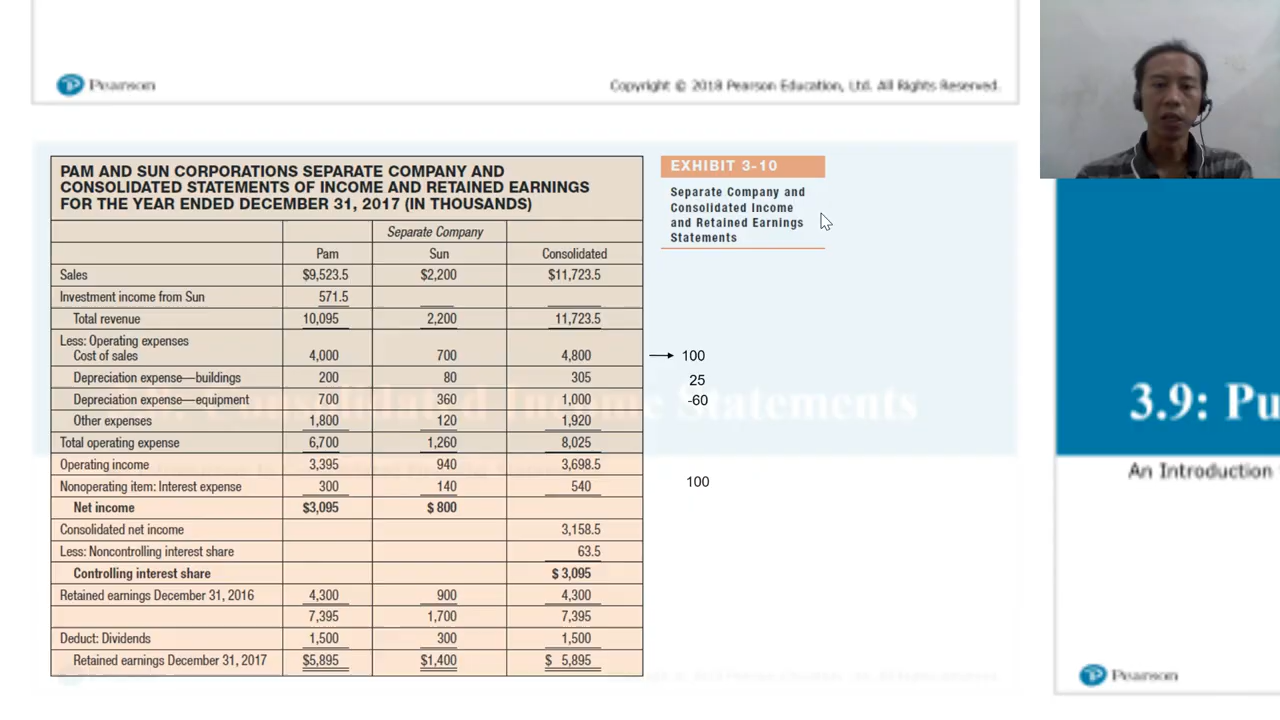 Pearson
Copyright © 2018 Pearson Education, Ltd. All Rights Reserved.
PAM AND SUN CORPORATIONS SEPARATE COMPANY AND
CONSOLIDATED STATEMENTS OF INCOME AND RETAINED EARNINGS
FOR THE YEAR ENDED DECEMBER 31, 2017 (IN THOUSANDS)
Separate Company
Pam Sun Consolidated
Sales $9,523.5 $2,200 $11,723.5
Investment income from Sun 571.5
Total revenue 10,095 2,200 11,723.5
Less: Operating expenses
Cost of sales 4,000 700 4,800 100
Depreciation expense—buildings 200 80 305 25
Depreciation expense—equipment 700 360 1,000 -60
Other expenses 1,800 120 1,920
Total operating expense 6,700 1,260 8,025
Operating income 3,395 940 3,698.5
Nonoperating item: Interest expense 300 140 540 100
Net income $3,095 $ 800
Consolidated net income 3,158.5
Less: Noncontrolling interest share 63.5
Controlling interest share $ 3,095
Retained earnings December 31, 2016 4,300 900 4,300
7,395 1,700 7,395
Deduct: Dividends 1,500 300 1,500
Retained earnings December 31, 2017 $5,895 $1,400 $ 5,895
EXHIBIT 3-10
Separate Company and
Consolidated Income
and Retained Earnings
Statements
Statements
3.9: Pu
An Introduction
Pearson